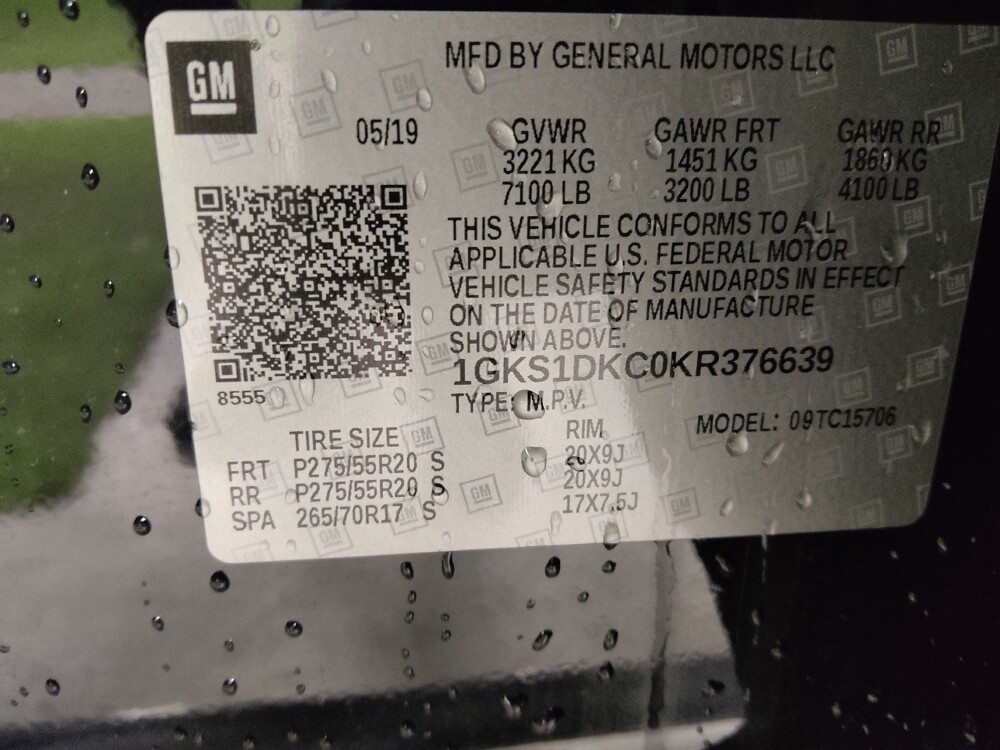 GM
MFD BY GENERAL MOTORS LLC
05/19 GVWR GAWR FRT GAWR RR
3221 KG 1451 KG 1860 KG
7100 LB 3200 LB 4100 LB
THIS VEHICLE CONFORMS TO ALL
APPLICABLE U.S. FEDERAL MOTOR
VEHICLE SAFETY STANDARDS IN EFFECT
ON THE DATE OF MANUFACTURE
SHOWN ABOVE.
1GKS1DKC0KR376639
8555
TYPE: M.P.V.
MODEL: 09TC15706
TIRE SIZE RIM
FRT P275/55R20 S 20X9J
RR P275/55R20 S 20X9J
SPA 265/70R17 S 17X7.5J